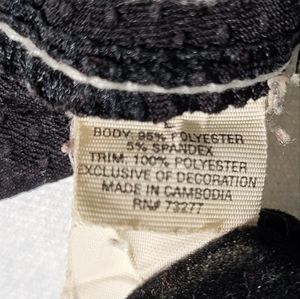 BODY: 95% POLYESTER
5% SPANDEX
TRIM: 100% POLYESTER
EXCLUSIVE OF DECORATION
MADE IN CAMBODIA
RN# 73277